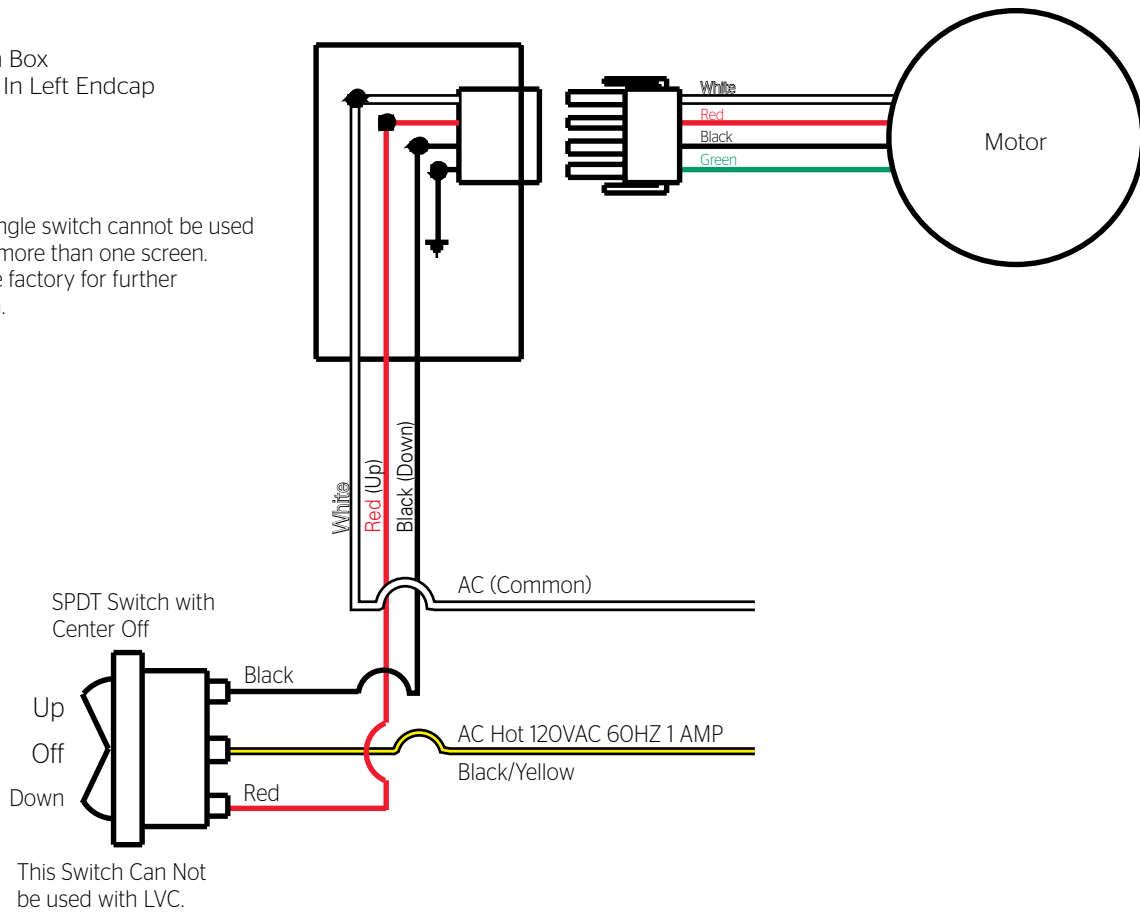 Box
In Left Endcap
switch cannot be used
more than one screen.
factory for further
White
Red
Black
Green
Motor
White
Red (Up)
Black (Down)
AC (Common)
SPDT Switch with
Center Off
Black
Up
Off
Down
AC Hot 120VAC 60HZ 1 AMP
Black/Yellow
Red
This Switch Can Not
be used with LVC.